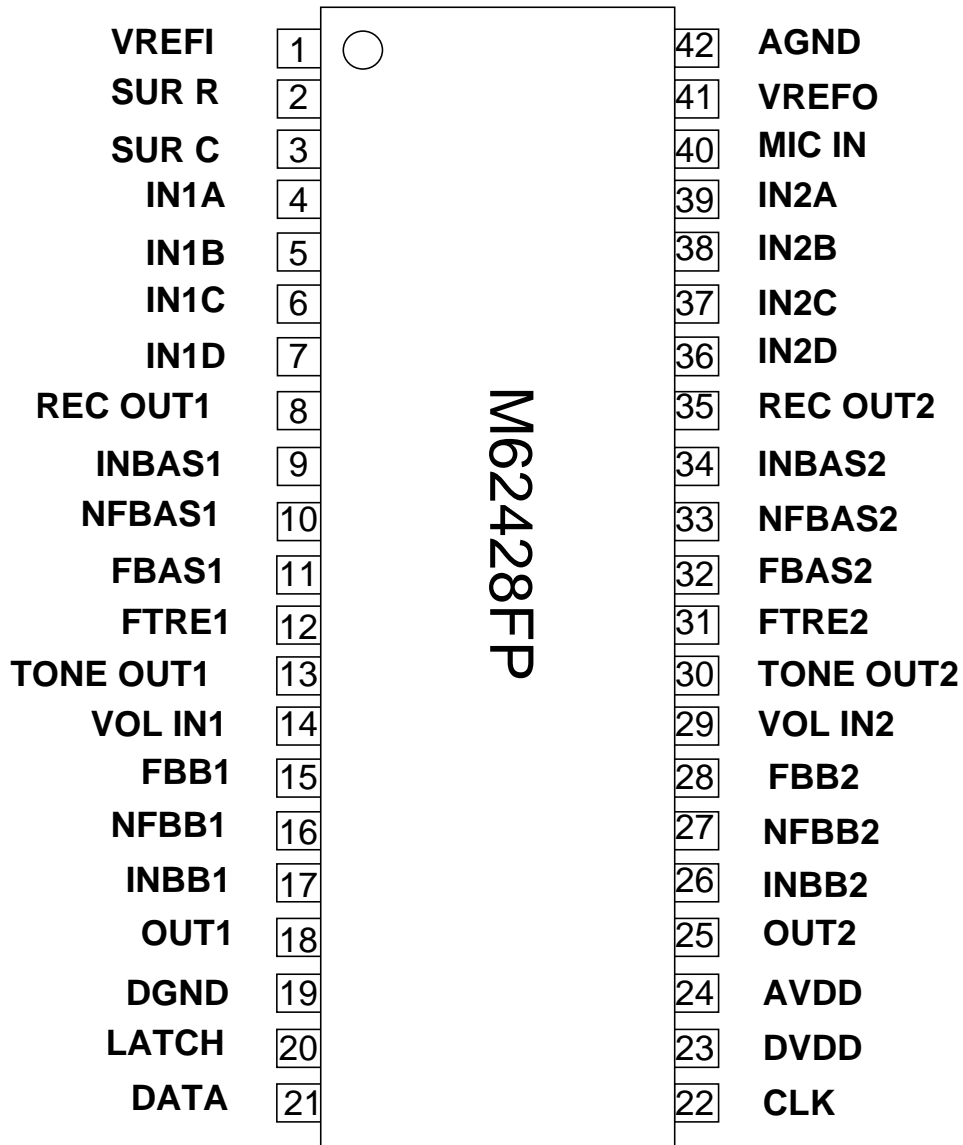 VREFI 1 42 AGND
SUR R 2 41 VREFO
SUR C 3 40 MIC IN
IN1A 4 39 IN2A
IN1B 5 38 IN2B
IN1C 6 37 IN2C
IN1D 7 36 IN2D
REC OUT1 8 35 REC OUT2
INBAS1 9 34 INBAS2
NFBAS1 10 33 NFBAS2
FBAS1 11 32 FBAS2
FTRE1 12 31 FTRE2
TONE OUT1 13 30 TONE OUT2
VOL IN1 14 29 VOL IN2
FBB1 15 28 FBB2
NFBB1 16 27 NFBB2
INBB1 17 26 INBB2
OUT1 18 25 OUT2
DGND 19 24 AVDD
LATCH 20 23 DVDD
DATA 21 22 CLK
M62428FP